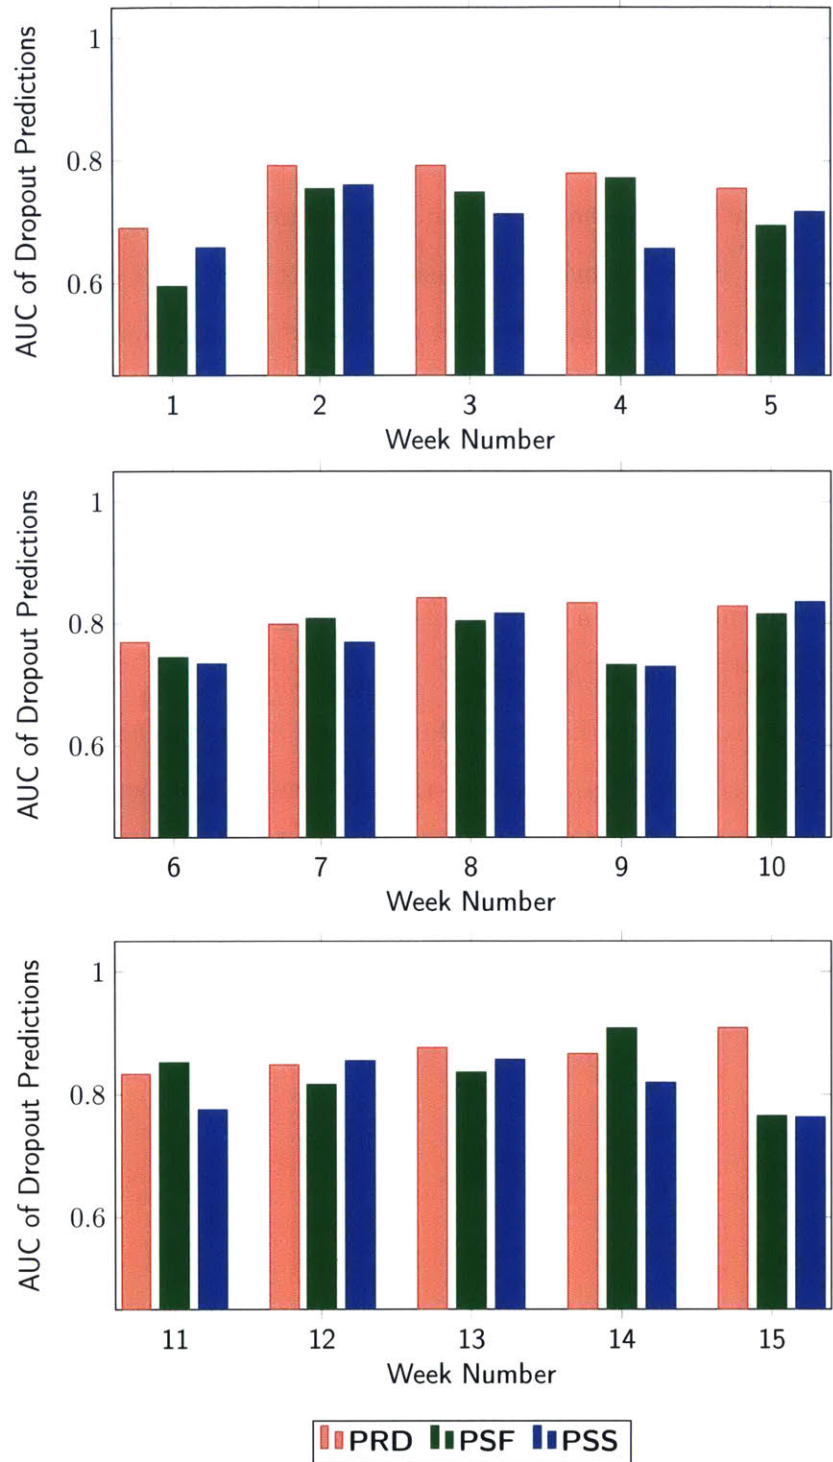 AUC of Dropout Predictions
1
0.8
0.6
1 2 3 4 5
Week Number
AUC of Dropout Predictions
1
0.8
0.6
6 7 8 9 10
Week Number
AUC of Dropout Predictions
1
0.8
0.6
11 12 13 14 15
Week Number
PRD PSF PSS